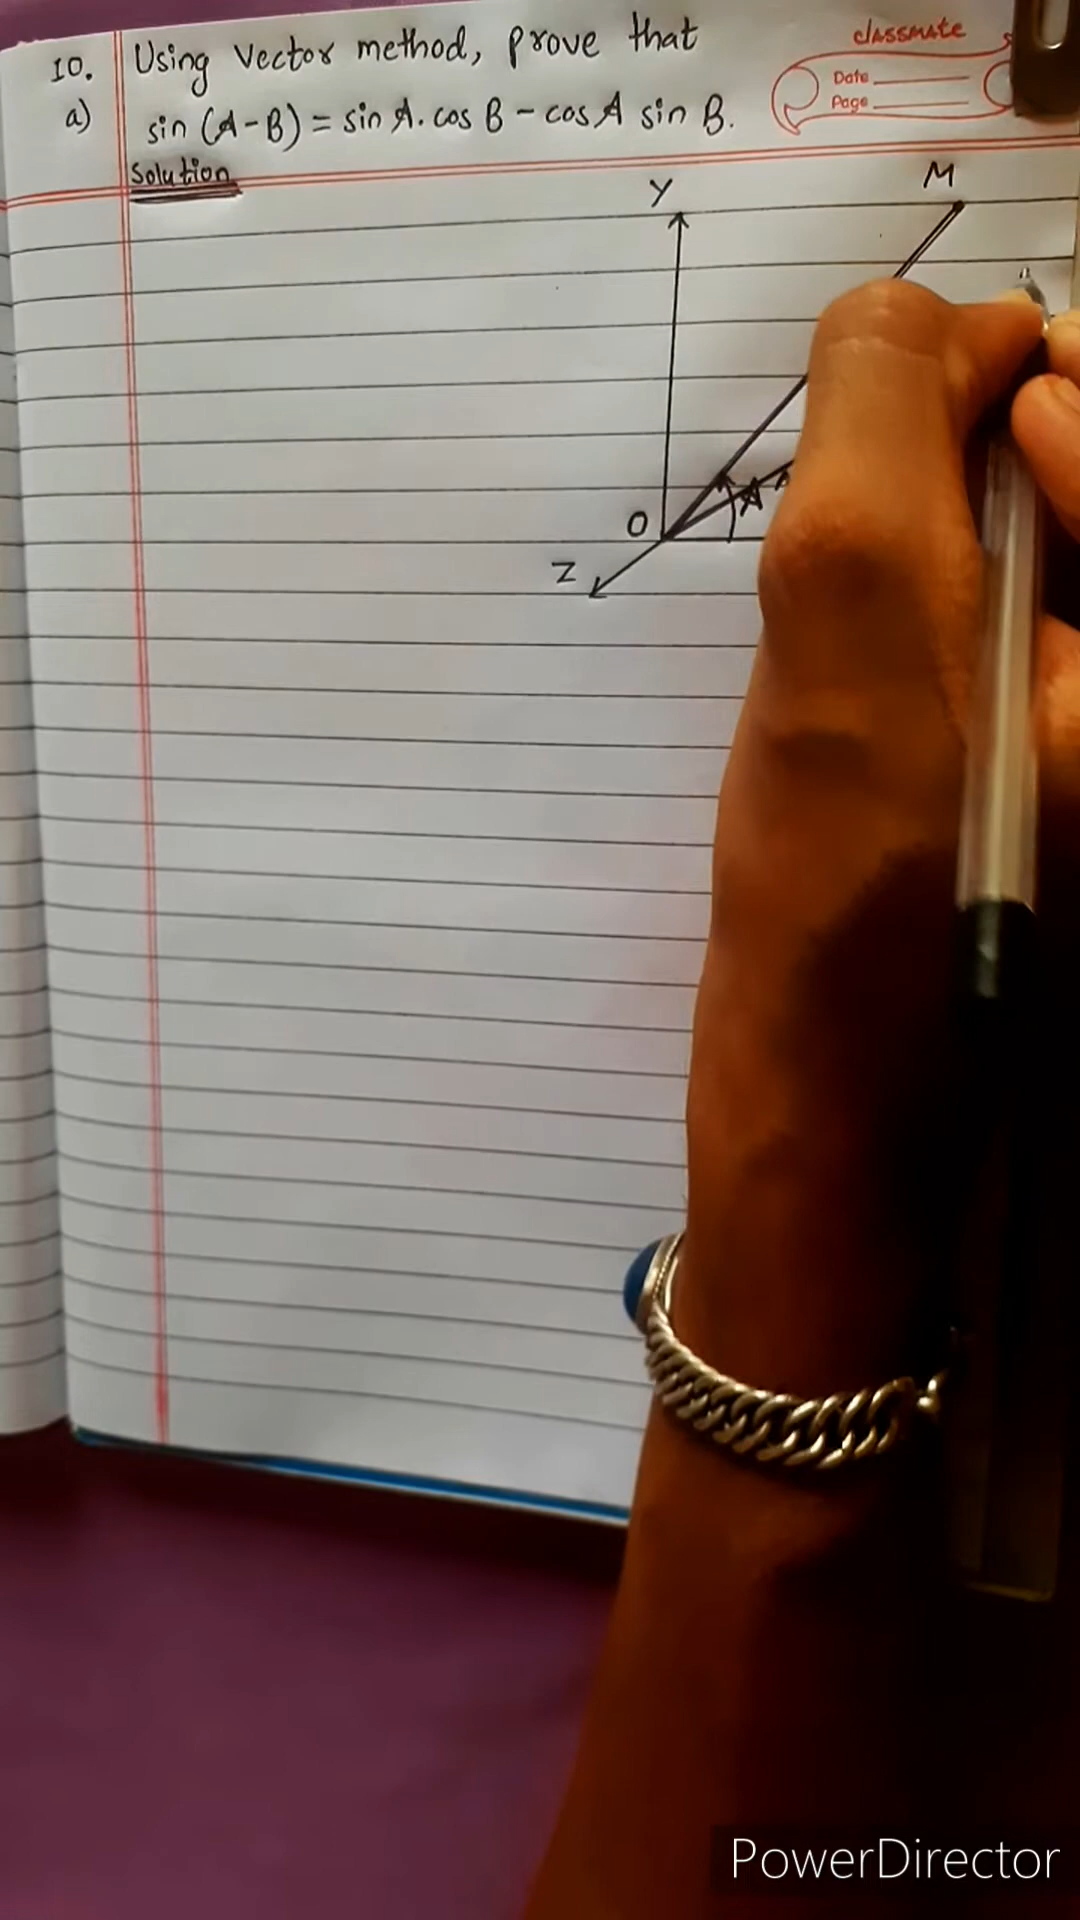 10. Using Vector method, prove that
a) sin (A-B) = sin A. cos B - cos A sin B.
Solution
classmate
Date
Page
Y
M
A
O
Z
PowerDirector